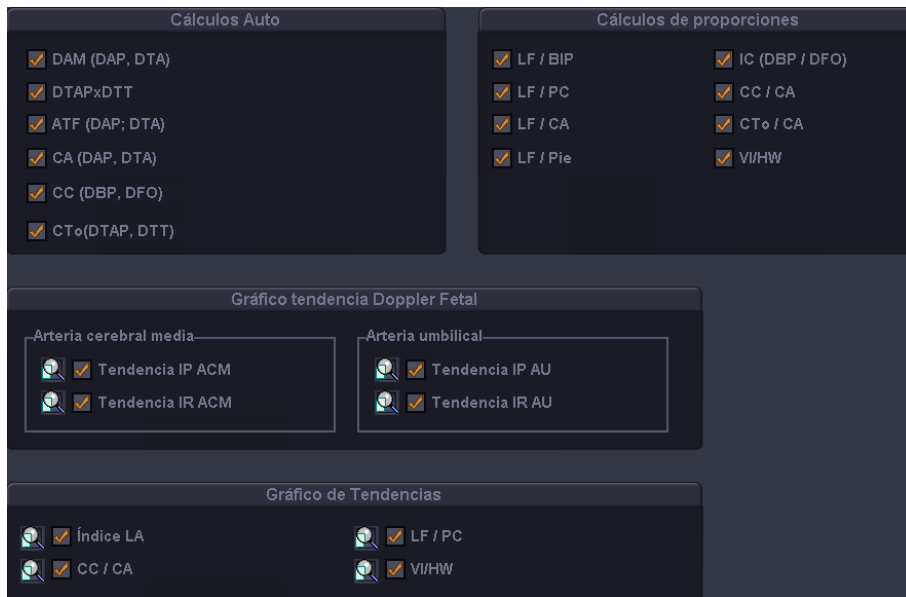 Cálculos Auto
DAM (DAP, DTA)
DTAPxDTT
ATF (DAP; DTA)
CA (DAP, DTA)
CC (DBP, DFO)
CTo(DTAP, DTT)
Cálculos de proporciones
LF / BIP
IC (DBP / DFO)
LF / PC
CC / CA
LF / CA
CTo / CA
LF / Pie
VI/HW
Gráfico tendencia Doppler Fetal
Arteria cerebral media
Tendencia IP ACM
Tendencia IR ACM
Arteria umbilical
Tendencia IP AU
Tendencia IR AU
Gráfico de Tendencias
Índice LA
LF / PC
CC / CA
VI/HW